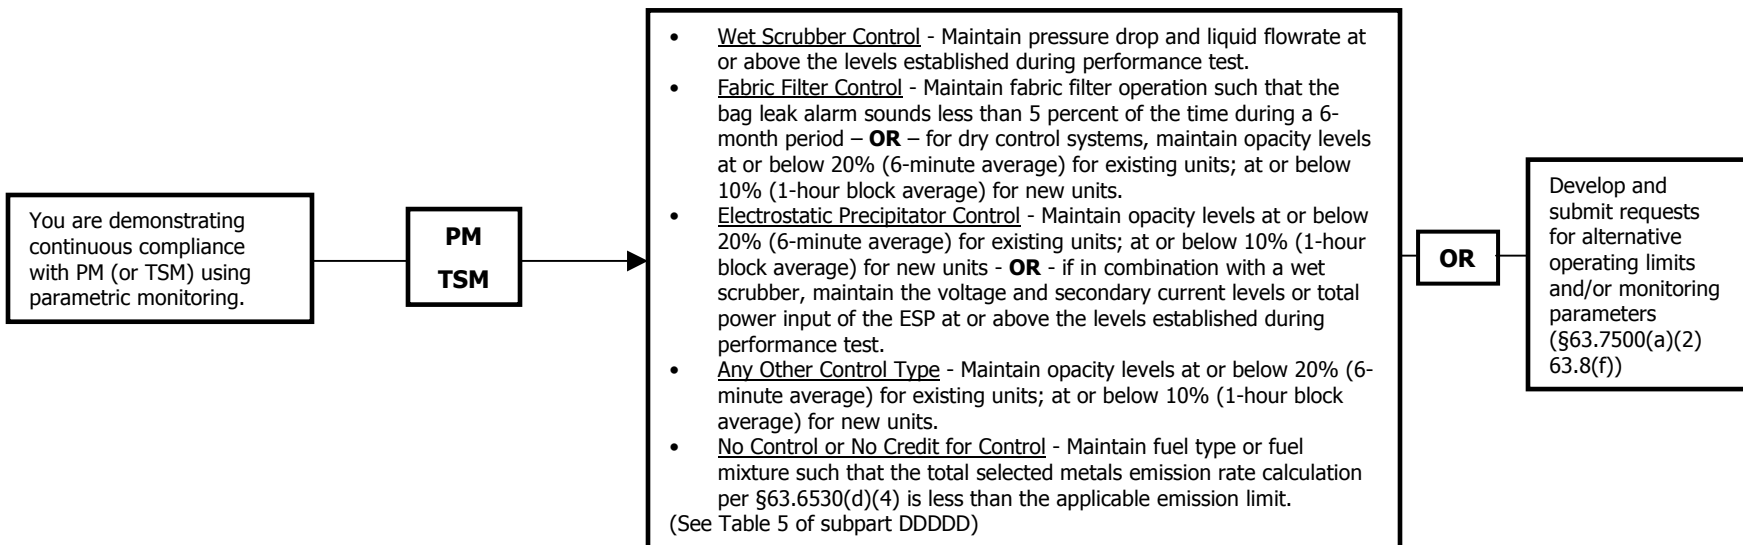 You are demonstrating
continuous compliance
with PM (or TSM) using
parametric monitoring.
PM
TSM
• Wet Scrubber Control - Maintain pressure drop and liquid flowrate at
or above the levels established during performance test.
• Fabric Filter Control - Maintain fabric filter operation such that the
bag leak alarm sounds less than 5 percent of the time during a 6-
month period – OR – for dry control systems, maintain opacity levels
at or below 20% (6-minute average) for existing units; at or below
10% (1-hour block average) for new units.
• Electrostatic Precipitator Control - Maintain opacity levels at or below
20% (6-minute average) for existing units; at or below 10% (1-hour
block average) for new units - OR - if in combination with a wet
scrubber, maintain the voltage and secondary current levels or total
power input of the ESP at or above the levels established during
performance test.
• Any Other Control Type - Maintain opacity levels at or below 20% (6-
minute average) for existing units; at or below 10% (1-hour block
average) for new units.
• No Control or No Credit for Control - Maintain fuel type or fuel
mixture such that the total selected metals emission rate calculation
per §63.6530(d)(4) is less than the applicable emission limit.
(See Table 5 of subpart DDDDD)
OR
Develop and
submit requests
for alternative
operating limits
and/or monitoring
parameters
(§63.7500(a)(2)
63.8(f))